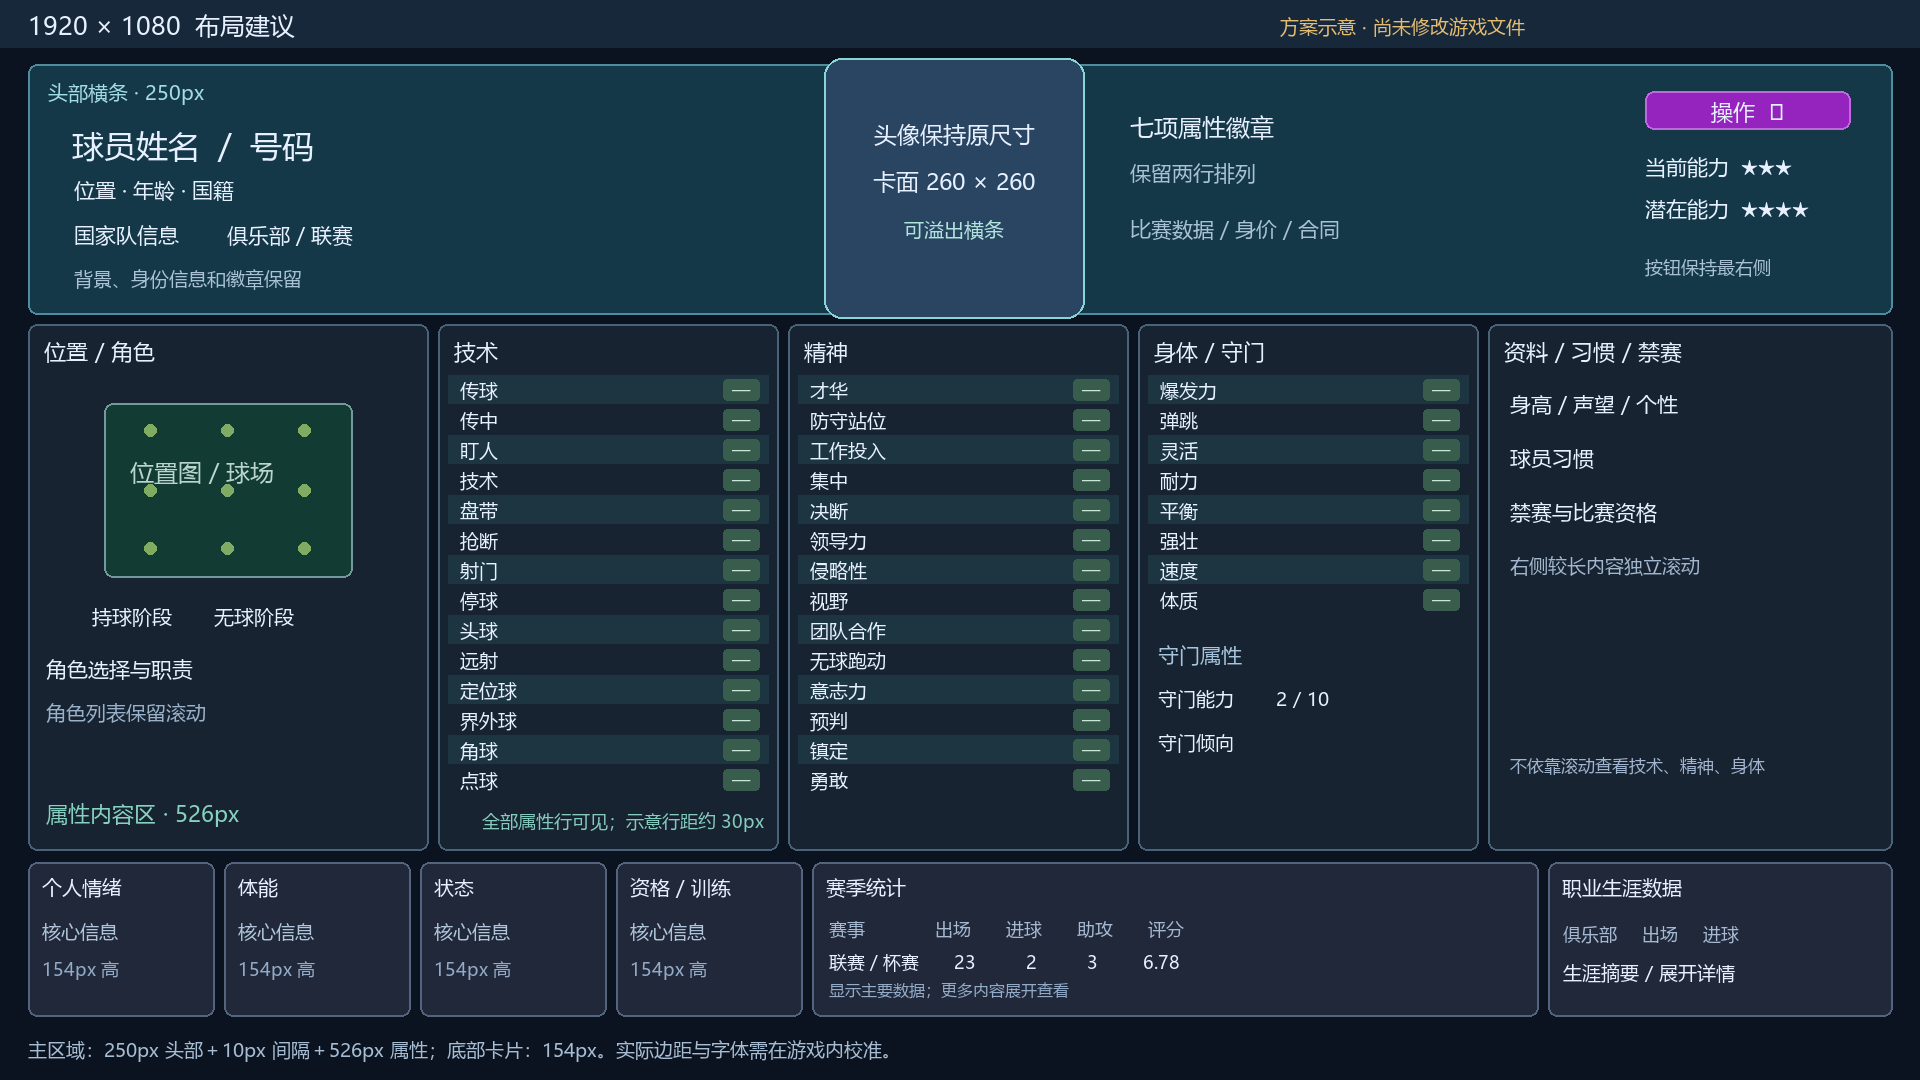 1920 × 1080 布局建议
方案示意 · 尚未修改游戏文件
头部横条 · 250px
球员姓名 / 号码
位置 · 年龄 · 国籍
国家队信息 俱乐部 / 联赛
背景、身份信息和徽章保留
头像保持原尺寸
卡面 260 × 260
可溢出横条
七项属性徽章
保留两行排列
比赛数据 / 身价 / 合同
操作
当前能力 ★★★
潜在能力 ★★★★
按钮保持最右侧
位置 / 角色
位置图 / 球场
持球阶段 无球阶段
角色选择与职责
角色列表保留滚动
属性内容区 · 526px
技术
传球 —
传中 —
盯人 —
技术 —
盘带 —
抢断 —
射门 —
停球 —
头球 —
远射 —
定位球 —
界外球 —
角球 —
点球 —
全部属性行可见；示意行距约 30px
精神
才华 —
防守站位 —
工作投入 —
集中 —
决断 —
领导力 —
侵略性 —
视野 —
团队合作 —
无球跑动 —
意志力 —
预判 —
镇定 —
勇敢 —
身体 / 守门
爆发力 —
弹跳 —
灵活 —
耐力 —
平衡 —
强壮 —
速度 —
体质 —
守门属性
守门能力 2 / 10
守门倾向
资料 / 习惯 / 禁赛
身高 / 声望 / 个性
球员习惯
禁赛与比赛资格
右侧较长内容独立滚动
不依靠滚动查看技术、精神、身体
个人情绪
核心信息
154px 高
体能
核心信息
154px 高
状态
核心信息
154px 高
资格 / 训练
核心信息
154px 高
赛季统计
赛事 出场 进球 助攻 评分
联赛 / 杯赛 23 2 3 6.78
显示主要数据；更多内容展开查看
职业生涯数据
俱乐部 出场 进球
生涯摘要 / 展开详情
主区域：250px 头部 + 10px 间隔 + 526px 属性；底部卡片：154px。实际边距与字体需在游戏内校准。